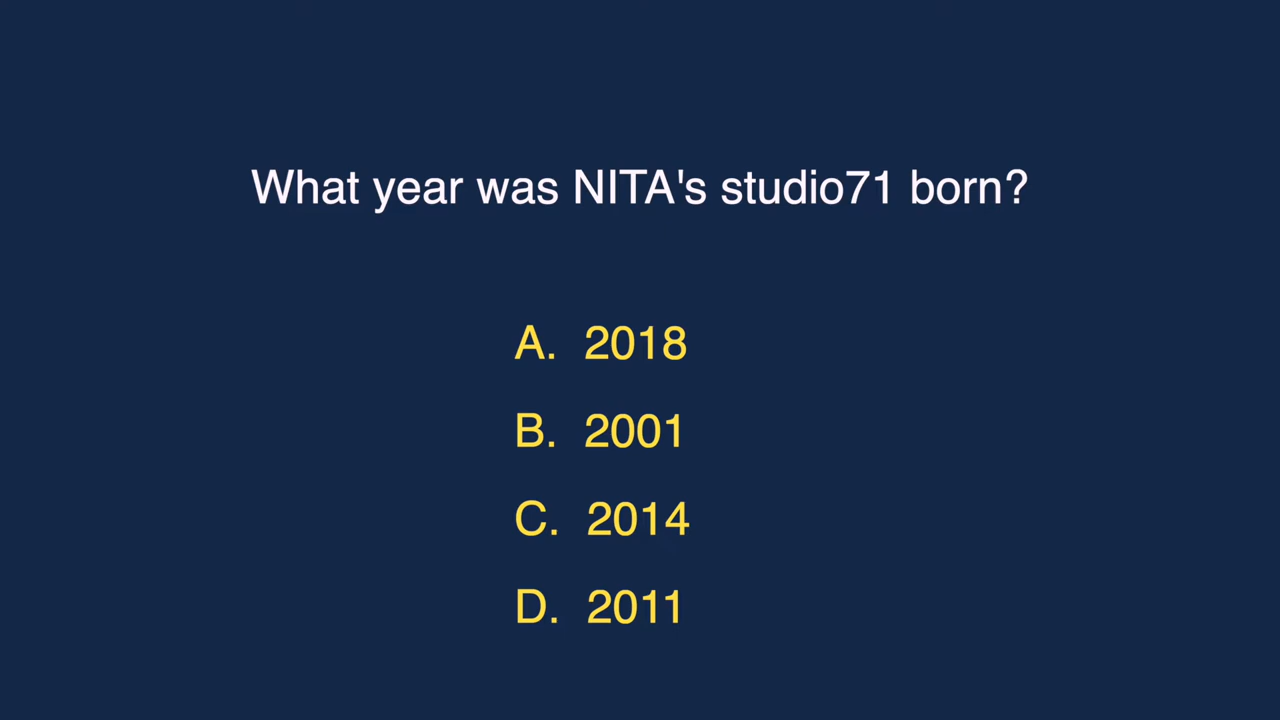 What year was NITA's studio71 born?
A. 2018
B. 2001
C. 2014
D. 2011